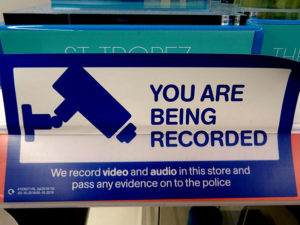 ST. TROPEZ
YOU ARE
BEING
RECORDED
We record video and audio in this store and
pass any evidence on to the police